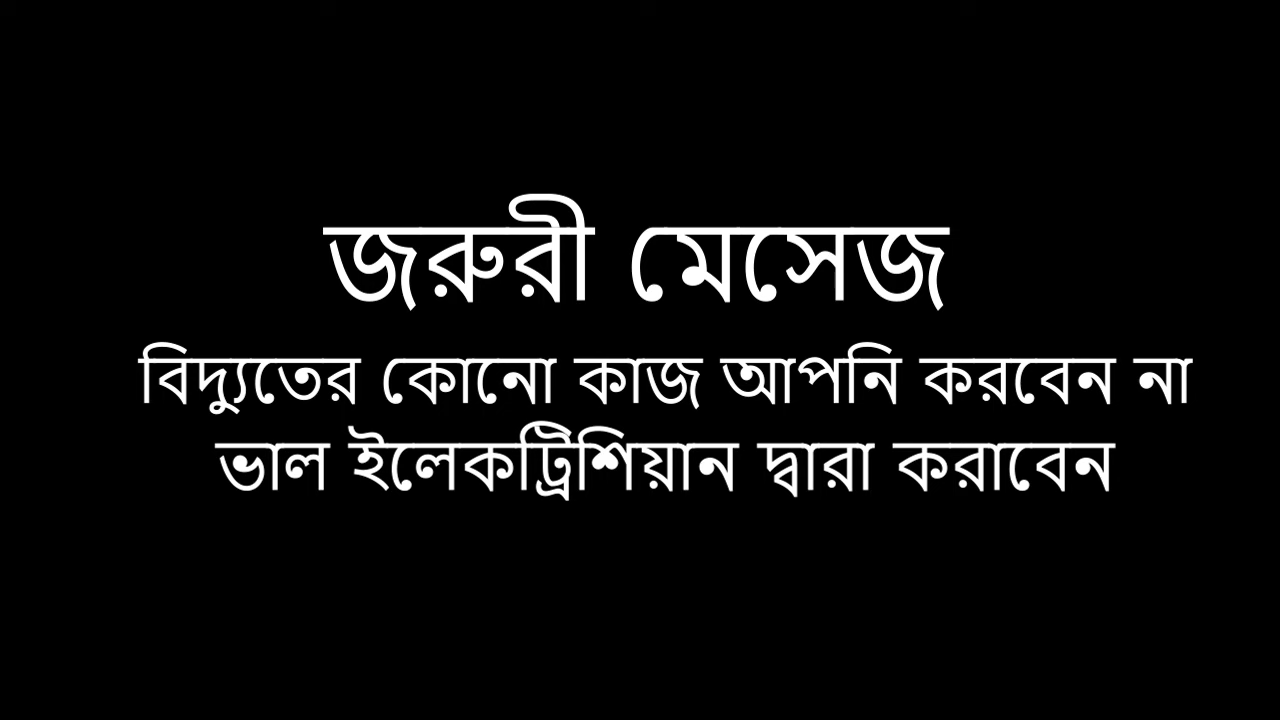 জরুরী মেসেজ
বিদ্যুতের কোনো কাজ আপনি করবেন না
ভাল ইলেকট্রিশিয়ান দ্বারা করাবেন